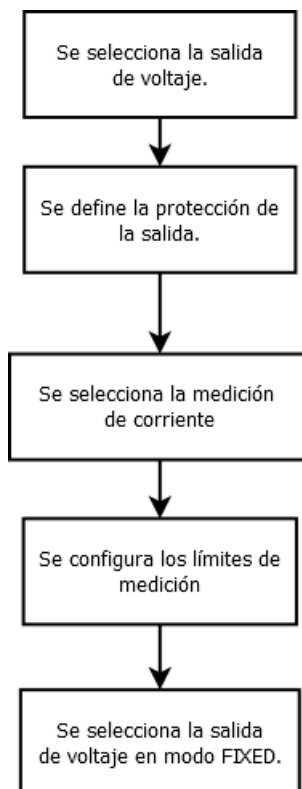 Se selecciona la salida
de voltaje.
Se define la protección de
la salida.
Se selecciona la medición
de corriente
Se configura los límites de
medición
Se selecciona la salida
de voltaje en modo FIXED.